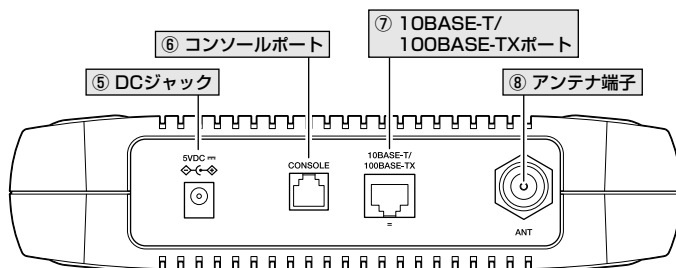 ⑦ 10BASE-T/
100BASE-TXポート
⑥ コンソールポート
⑤ DCジャック
⑧ アンテナ端子
5VDC
CONSOLE
10BASE-T/
100BASE-TX
ANT